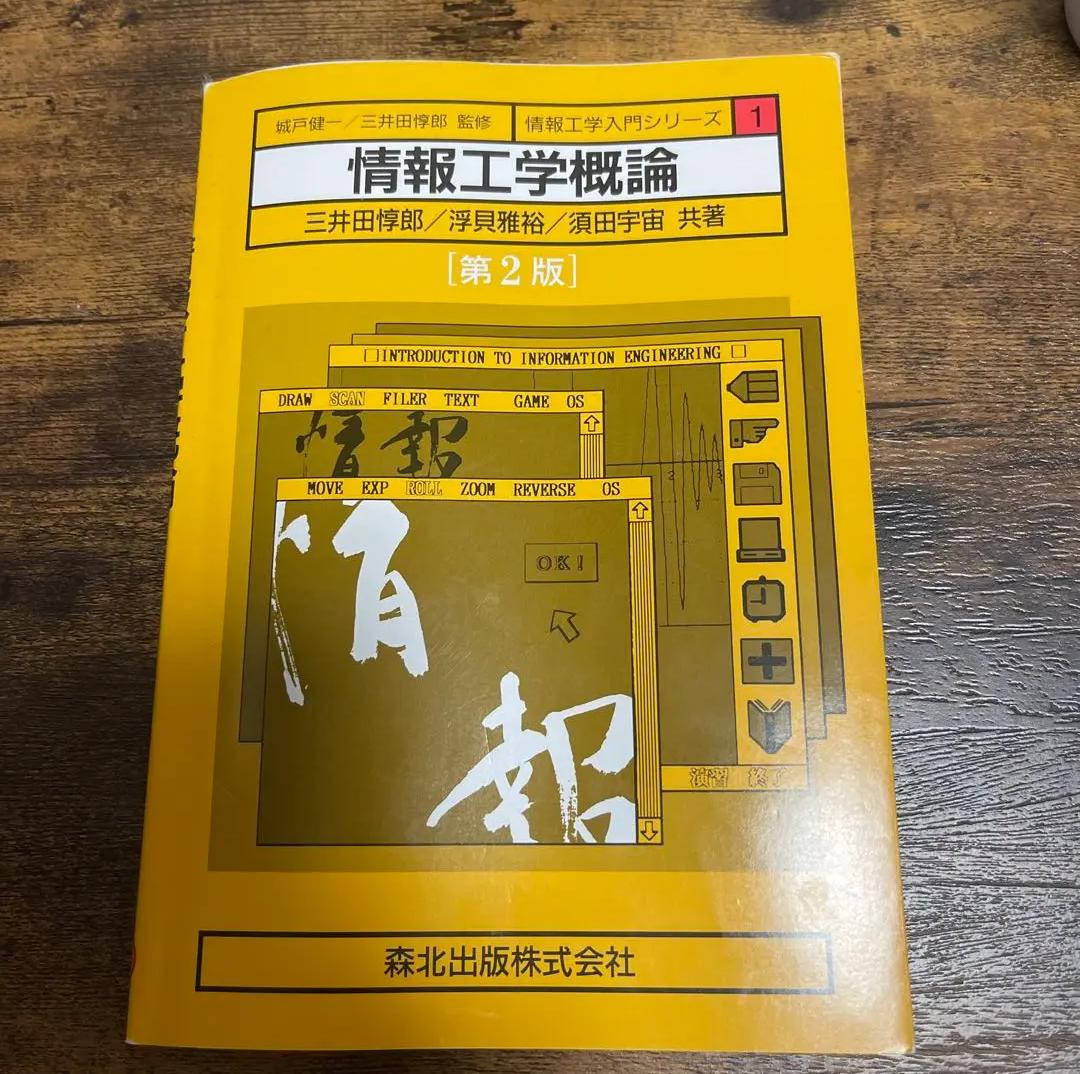 城戸健一／三井田惇郎 監修
情報工学入門シリーズ
1
情報工学概論
三井田惇郎／浮貝雅裕／須田宇宙 共著
[第2版]
INTRODUCTION TO INFORMATION ENGINEERING
DRAW SCAN FILER TEXT GAME OS
情報
MOVE EXP ROLL ZOOM REVERSE OS
情
OK!
2
3
報
演習 終了
森北出版株式会社